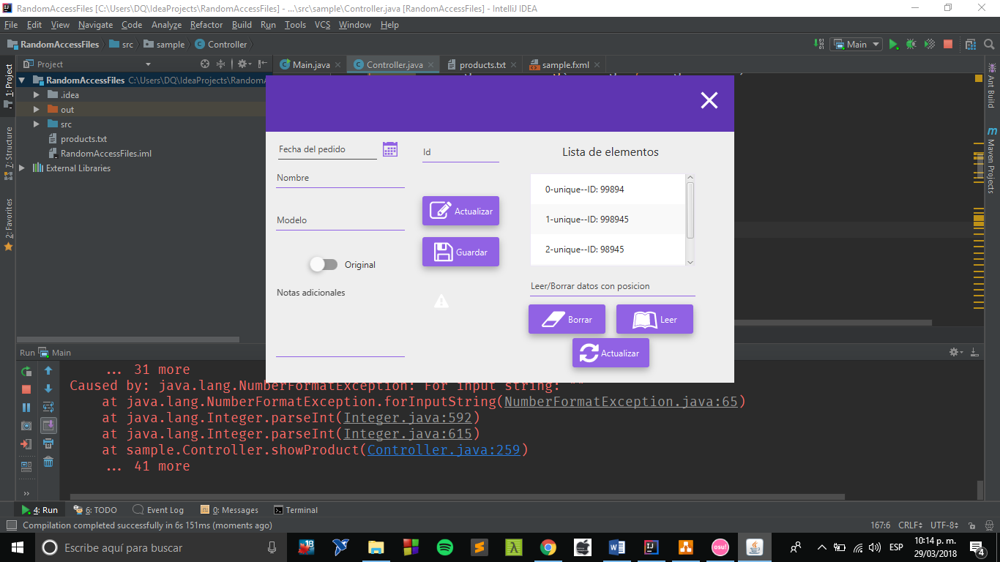 RandomAccessFiles [C:\Users\DQ\IdeaProjects\RandomAccessFiles] - ...\src\sample\Controller.java [RandomAccessFiles] - IntelliJ IDEA
File Edit View Navigate Code Analyze Refactor Build Run Tools VCS Window Help
RandomAccessFiles src sample Controller Main
1: Project
7: Structure
2: Favorites
Project
RandomAccessFiles C:\Users\DQ\IdeaProjects\RandomA
.idea
out
src
products.txt
RandomAccessFiles.iml
External Libraries
Main.java Controller.java products.txt sample.fxml
Ant Build
m Maven Projects
Fecha del pedido
Id
Nombre
Modelo
Original
Notas adicionales
Actualizar
Guardar
Lista de elementos
0-unique--ID: 99894
1-unique--ID: 998945
2-unique--ID: 98945
Leer/Borrar datos con posicion
Borrar Leer
Actualizar
Run Main
... 31 more
Caused by: java.lang.NumberFormatException: For input string: ""
at java.lang.NumberFormatException.forInputString(NumberFormatException.java:65)
at java.lang.Integer.parseInt(Integer.java:592)
at java.lang.Integer.parseInt(Integer.java:615)
at sample.Controller.showProduct(Controller.java:259)
... 41 more
4: Run 6: TODO Event Log 0: Messages Terminal
Compilation completed successfully in 6s 151ms (moments ago) 167:6 CRLF UTF-8
Escribe aquí para buscar
18
osu!
ESP
10:14 p. m.
29/03/2018
4